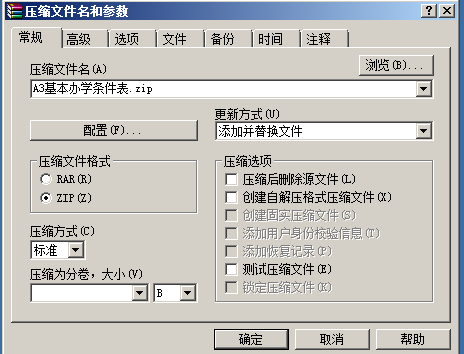 压缩文件名和参数
常规 高级 选项 文件 备份 时间 注释
压缩文件名(A)
浏览(B)...
A3基本办学条件表.zip
更新方式(U)
配置(F)...
添加并替换文件
压缩文件格式
RAR(R)
ZIP(Z)
压缩方式(C)
标准
压缩为分卷，大小(V)
B
压缩选项
压缩后删除源文件(L)
创建自解压格式压缩文件(X)
创建固实压缩文件(S)
添加用户身份校验信息(T)
添加恢复记录(P)
测试压缩文件(E)
锁定压缩文件(K)
确定 取消 帮助